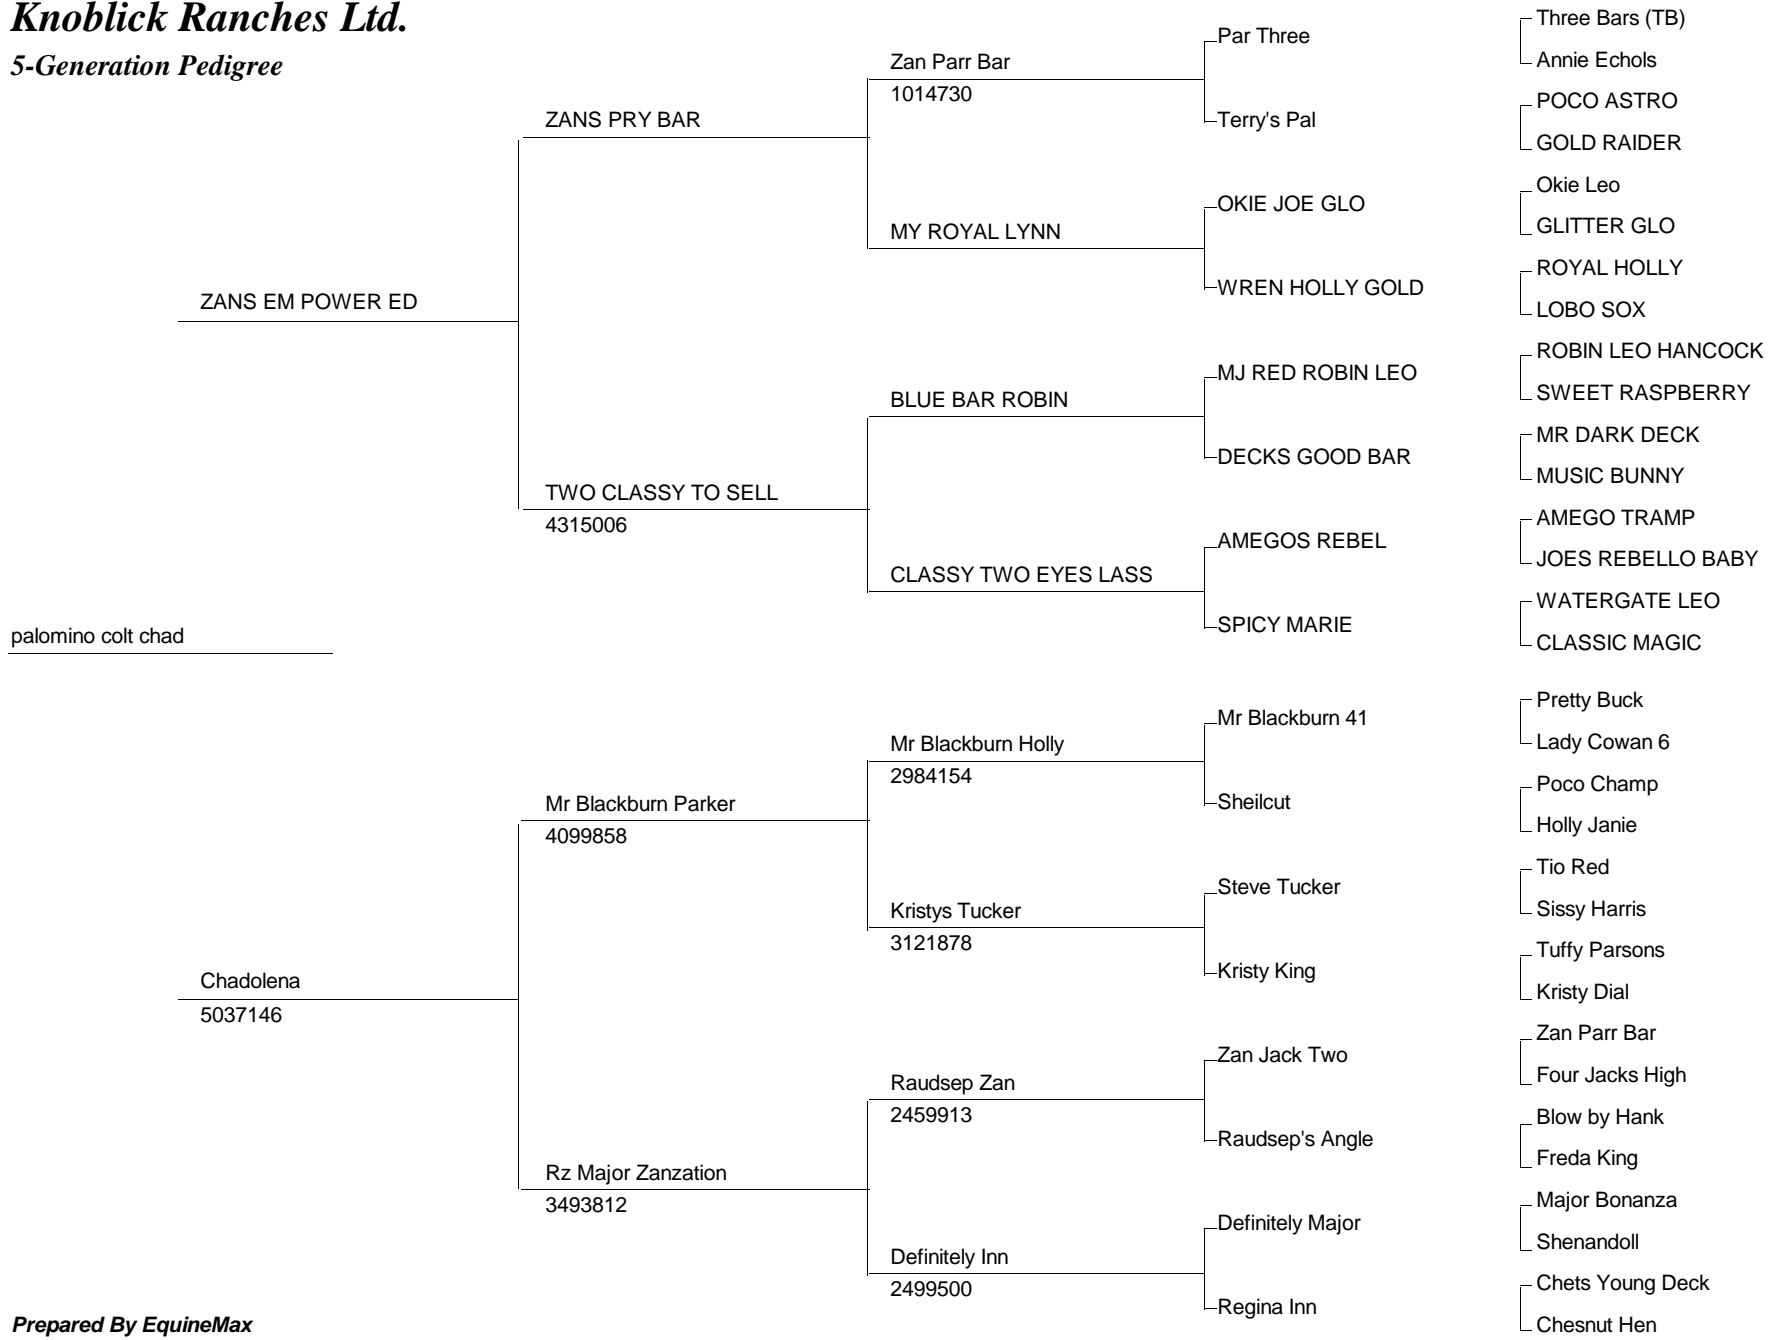 Knoblick Ranches Ltd.
5-Generation Pedigree
palomino colt chad
ZANS EM POWER ED
Chadolena
5037146
ZANS PRY BAR
TWO CLASSY TO SELL
4315006
Mr Blackburn Parker
4099858
Rz Major Zanzation
3493812
Zan Parr Bar
1014730
MY ROYAL LYNN
BLUE BAR ROBIN
CLASSY TWO EYES LASS
Mr Blackburn Holly
2984154
Kristys Tucker
3121878
Raudsep Zan
2459913
Definitely Inn
2499500
Par Three
Terry's Pal
OKIE JOE GLO
WREN HOLLY GOLD
MJ RED ROBIN LEO
DECKS GOOD BAR
AMEGOS REBEL
SPICY MARIE
Mr Blackburn 41
Sheilcut
Steve Tucker
Kristy King
Zan Jack Two
Raudsep's Angle
Definitely Major
Regina Inn
Three Bars (TB)
Annie Echols
POCO ASTRO
GOLD RAIDER
Okie Leo
GLITTER GLO
ROYAL HOLLY
LOBO SOX
ROBIN LEO HANCOCK
SWEET RASPBERRY
MR DARK DECK
MUSIC BUNNY
AMEGO TRAMP
JOES REBELLO BABY
WATERGATE LEO
CLASSIC MAGIC
Pretty Buck
Lady Cowan 6
Poco Champ
Holly Janie
Tio Red
Sissy Harris
Tuffy Parsons
Kristy Dial
Zan Parr Bar
Four Jacks High
Blow by Hank
Freda King
Major Bonanza
Shenandoll
Chets Young Deck
Chesnut Hen
Prepared By EquineMax